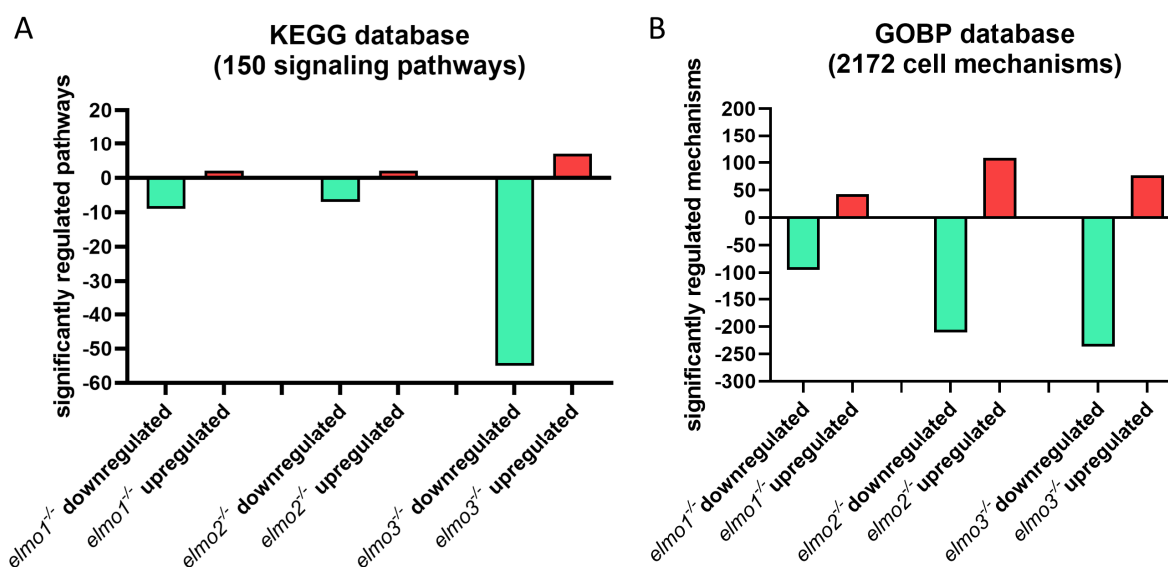 A
KEGG database
(150 signaling pathways)
significantly regulated pathways
20
10
0
-10
-20
-30
-40
-50
-60
elmo1-/- downregulated
elmo1-/- upregulated
elmo2-/- downregulated
elmo2-/- upregulated
elmo3-/- downregulated
elmo3-/- upregulated
B
GOBP database
(2172 cell mechanisms)
significantly regulated mechanisms
200
150
100
50
0
-50
-100
-150
-200
-250
-300
elmo1-/- downregulated
elmo1-/- upregulated
elmo2-/- downregulated
elmo2-/- upregulated
elmo3-/- downregulated
elmo3-/- upregulated